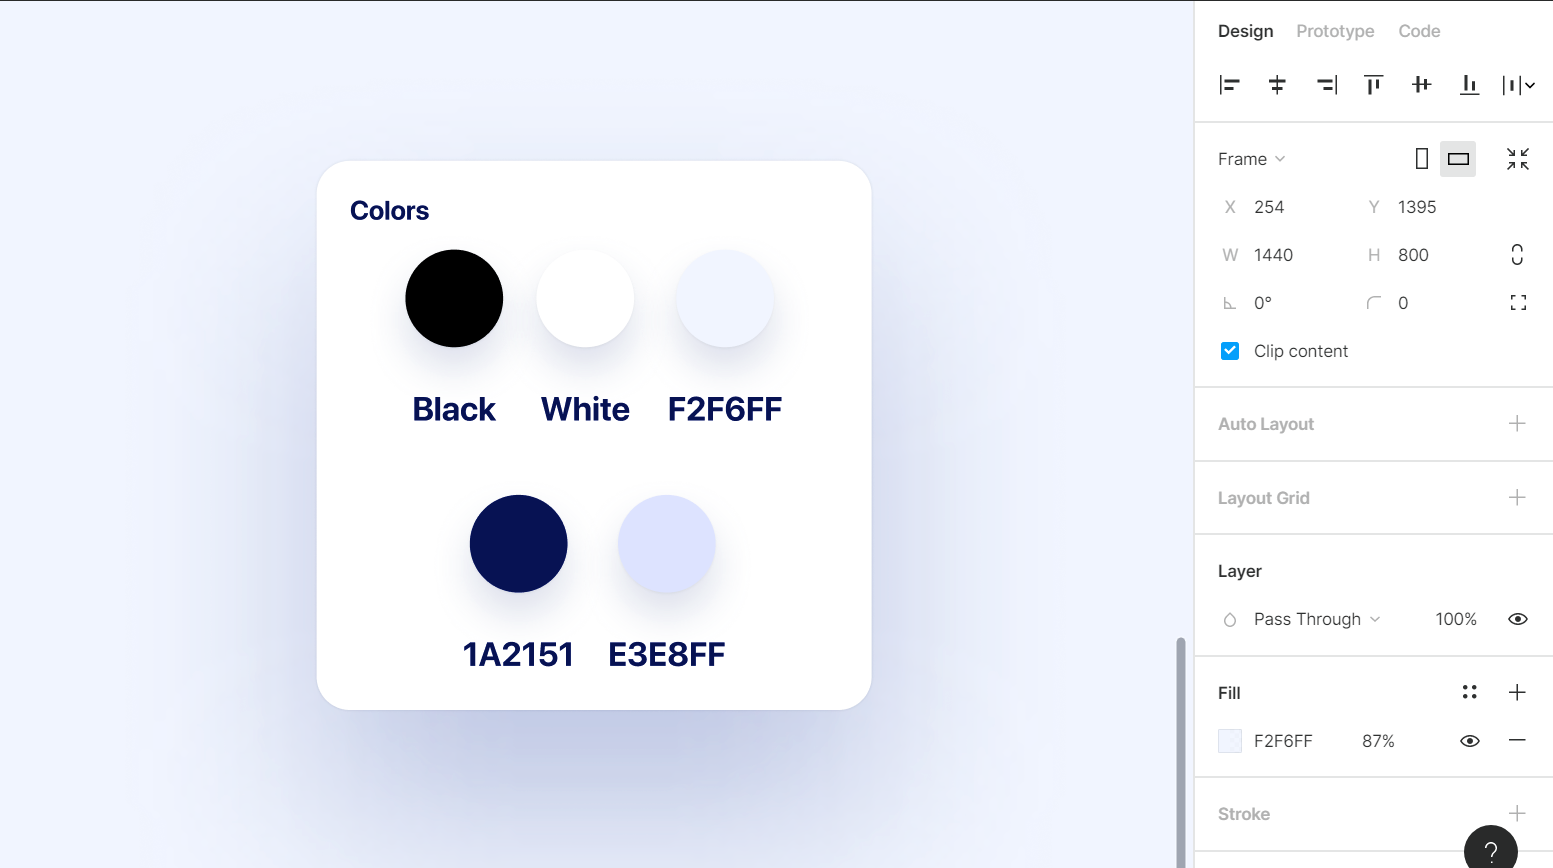 Design Prototype Code
Colors
Black White F2F6FF
1A2151 E3E8FF
Frame
X 254 Y 1395
W 1440 H 800
0° 0
Clip content
Auto Layout
Layout Grid
Layer
Pass Through 100%
Fill
F2F6FF 87%
Stroke
?